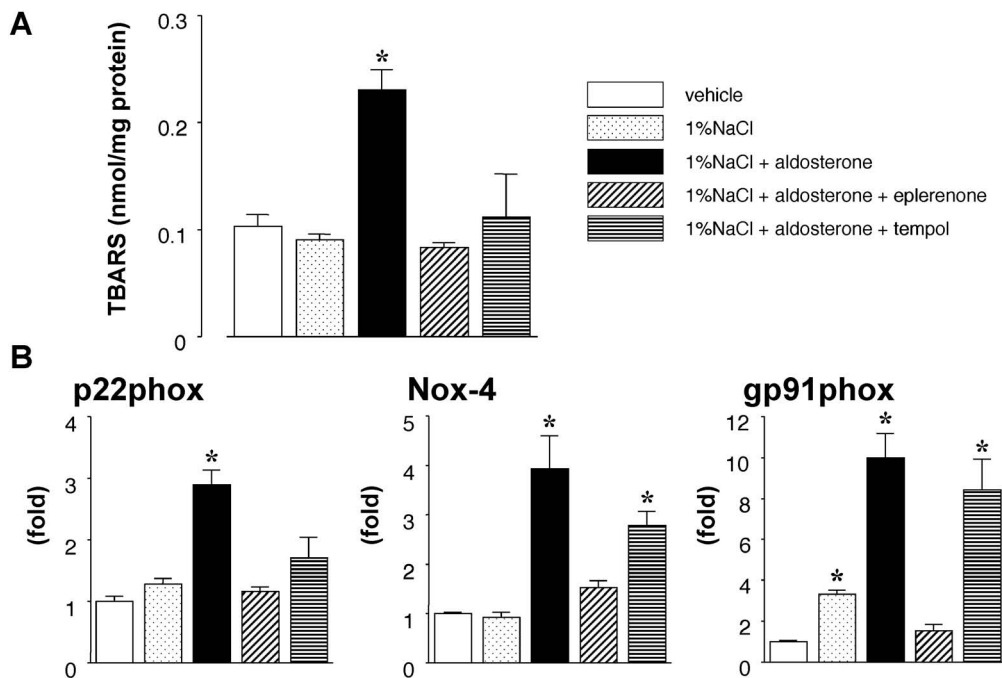 A
TBARS (nmol/mg protein)
0.3
0.2
0.1
0
*
vehicle
1%NaCl
1%NaCl + aldosterone
1%NaCl + aldosterone + eplerenone
1%NaCl + aldosterone + tempol
B
p22phox
(fold)
4
3
2
1
0
*
Nox-4
(fold)
5
4
3
2
1
0
*
*
gp91phox
(fold)
12
10
8
6
4
2
0
*
*
*